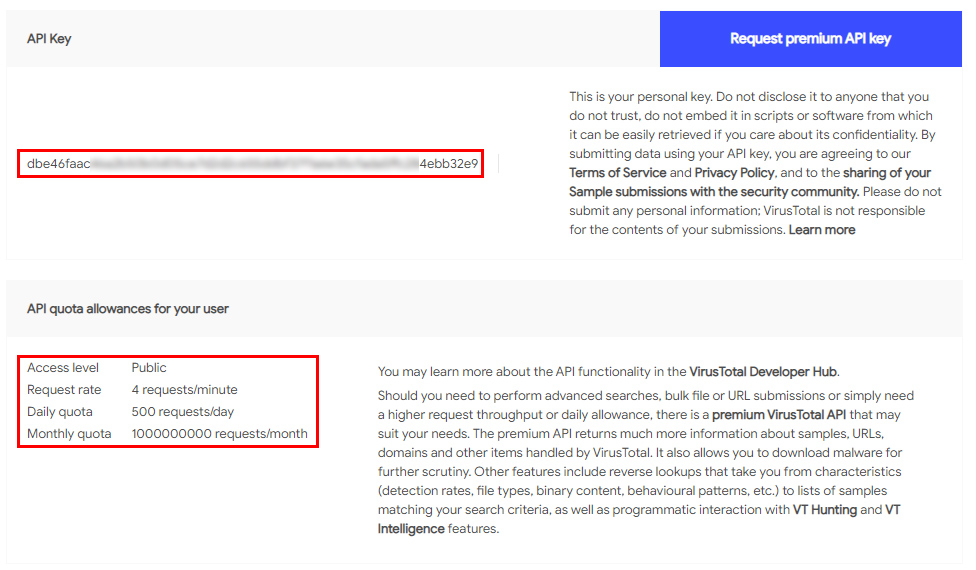 API Key
Request premium API key
This is your personal key. Do not disclose it to anyone that you
do not trust, do not embed it in scripts or software from which
it can be easily retrieved if you care about its confidentiality. By
submitting data using your API key, you are agreeing to our
Terms of Service and Privacy Policy, and to the sharing of your
Sample submissions with the security community. Please do not
submit any personal information; VirusTotal is not responsible
for the contents of your submissions. Learn more
dbe46faac 4ebb32e9
API quota allowances for your user
Access level Public
Request rate 4 requests/minute
Daily quota 500 requests/day
Monthly quota 1000000000 requests/month
You may learn more about the API functionality in the VirusTotal Developer Hub.
Should you need to perform advanced searches, bulk file or URL submissions or simply need
a higher request throughput or daily allowance, there is a premium VirusTotal API that may
suit your needs. The premium API returns much more information about samples, URLs,
domains and other items handled by VirusTotal. It also allows you to download malware for
further scrutiny. Other features include reverse lookups that take you from characteristics
(detection rates, file types, binary content, behavioural patterns, etc.) to lists of samples
matching your search criteria, as well as programmatic interaction with VT Hunting and VT
Intelligence features.